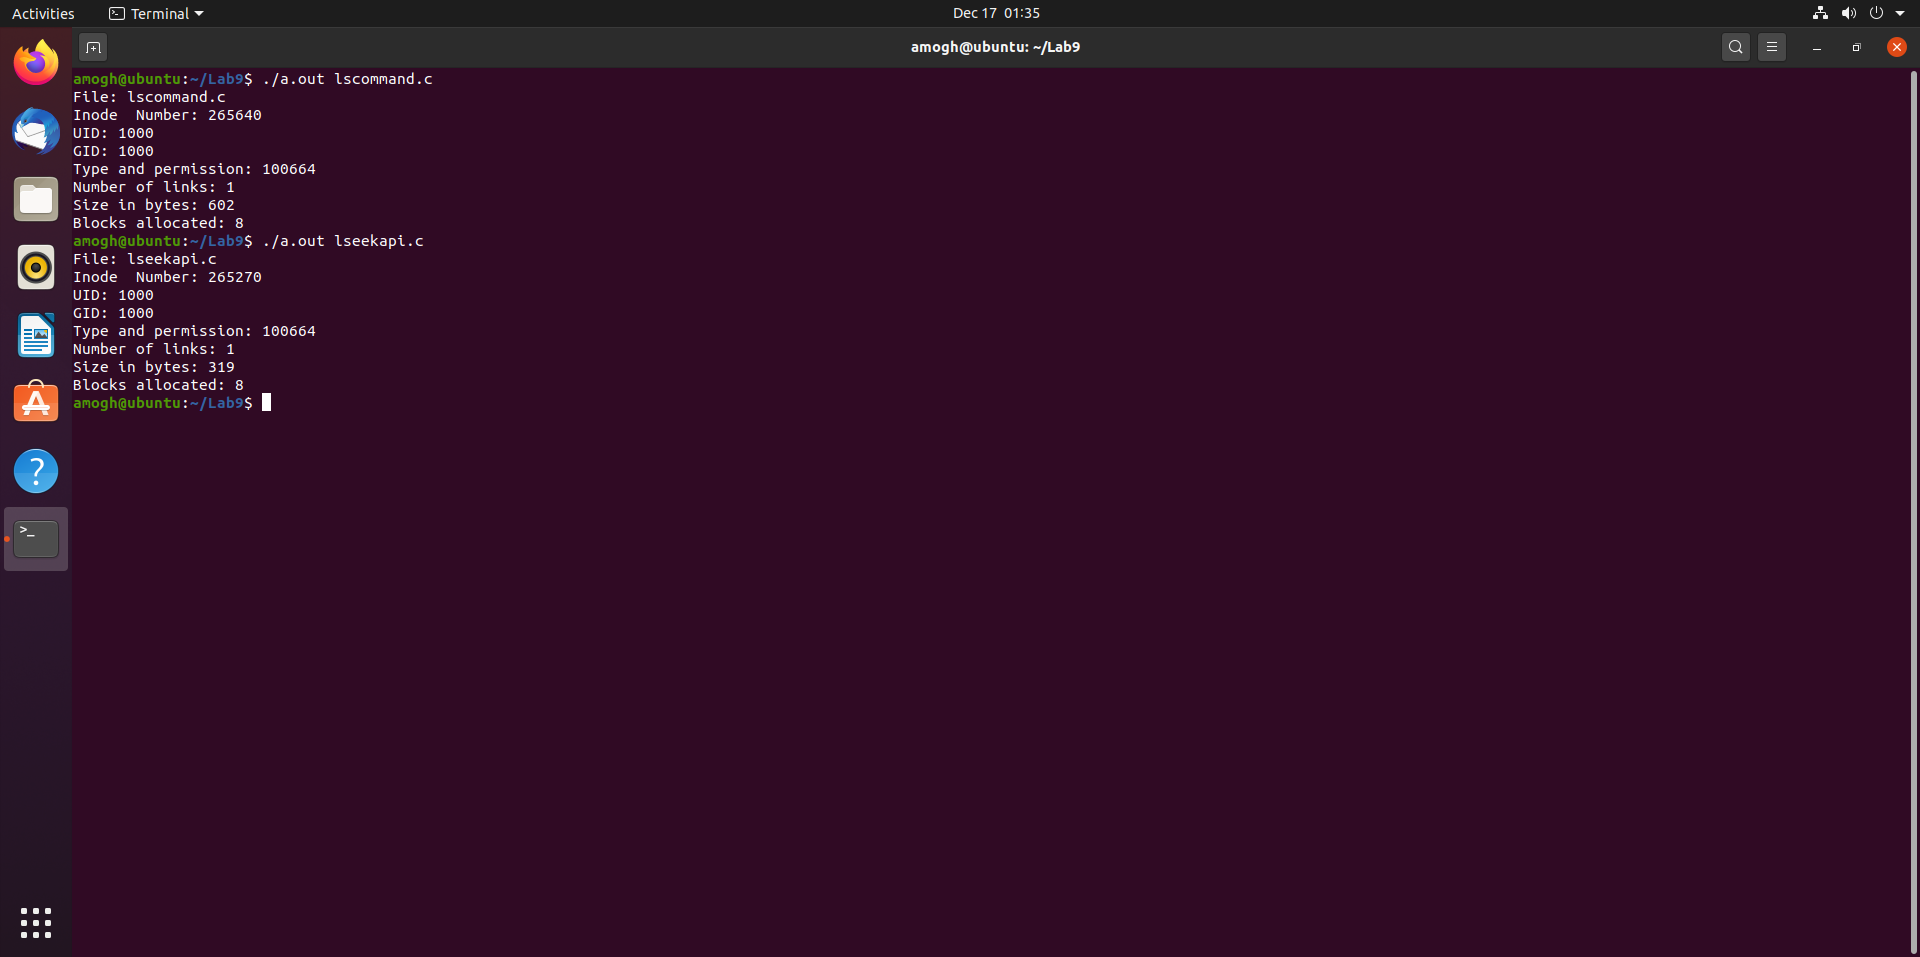 Activities
Terminal
Dec 17 01:35
amogh@ubuntu: ~/Lab9
amogh@ubuntu:~/Lab9$ ./a.out lscommand.c
File: lscommand.c
Inode  Number: 265640
UID: 1000
GID: 1000
Type and permission: 100664
Number of links: 1
Size in bytes: 602
Blocks allocated: 8
amogh@ubuntu:~/Lab9$ ./a.out lseekapi.c
File: lseekapi.c
Inode  Number: 265270
UID: 1000
GID: 1000
Type and permission: 100664
Number of links: 1
Size in bytes: 319
Blocks allocated: 8
amogh@ubuntu:~/Lab9$